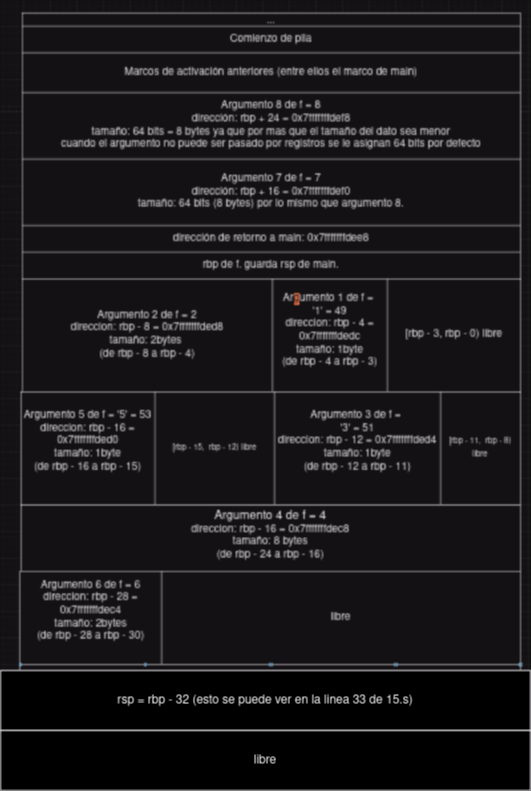 ...
Comienzo de pila
Marcos de activación anteriores (entre ellos el marco de main)
Argumento 8 de f = 8
dirección: rbp + 24 = 0x7fffffffdef8
tamaño: 64 bits = 8 bytes ya que por mas que el tamaño del dato sea menor
cuando el argumento no puede ser pasado por registros se le asignan 64 bits por defecto
Argumento 7 de f = 7
dirección: rbp + 16 = 0x7fffffffdef0
tamaño: 64 bits (8 bytes) por lo mismo que argumento 8.
dirección de retorno a main: 0x7fffffffdee8
rbp de f. guarda rsp de main.
Argumento 2 de f = 2
direccion: rbp - 8 = 0x7fffffffded8
tamaño: 2bytes
(de rbp - 8 a rbp - 4)
Argumento 1 de f =
'1' = 49
direccion: rbp - 4 =
0x7fffffffdedc
tamaño: 1byte
(de rbp - 4 a rbp - 3)
[rbp - 3, rbp - 0) libre
Argumento 5 de f = '5' = 53
direccion: rbp - 16 =
0x7fffffffded0
tamaño: 1byte
(de rbp - 16 a rbp - 15)
[rbp - 15, rbp - 12) libre
Argumento 3 de f =
'3' = 51
direccion: rbp - 12 = 0x7fffffffded4
tamaño: 1byte
(de rbp - 12 a rbp - 11)
[rbp - 11, rbp - 8)
libre
Argumento 4 de f = 4
direccion: rbp - 16 = 0x7fffffffdec8
tamaño: 8 bytes
(de rbp - 24 a rbp - 16)
Argumento 6 de f = 6
direccion: rbp - 28 =
0x7fffffffdec4
tamaño: 2bytes
(de rbp - 28 a rbp - 30)
libre
rsp = rbp - 32 (esto se puede ver en la linea 33 de 15.s)
libre